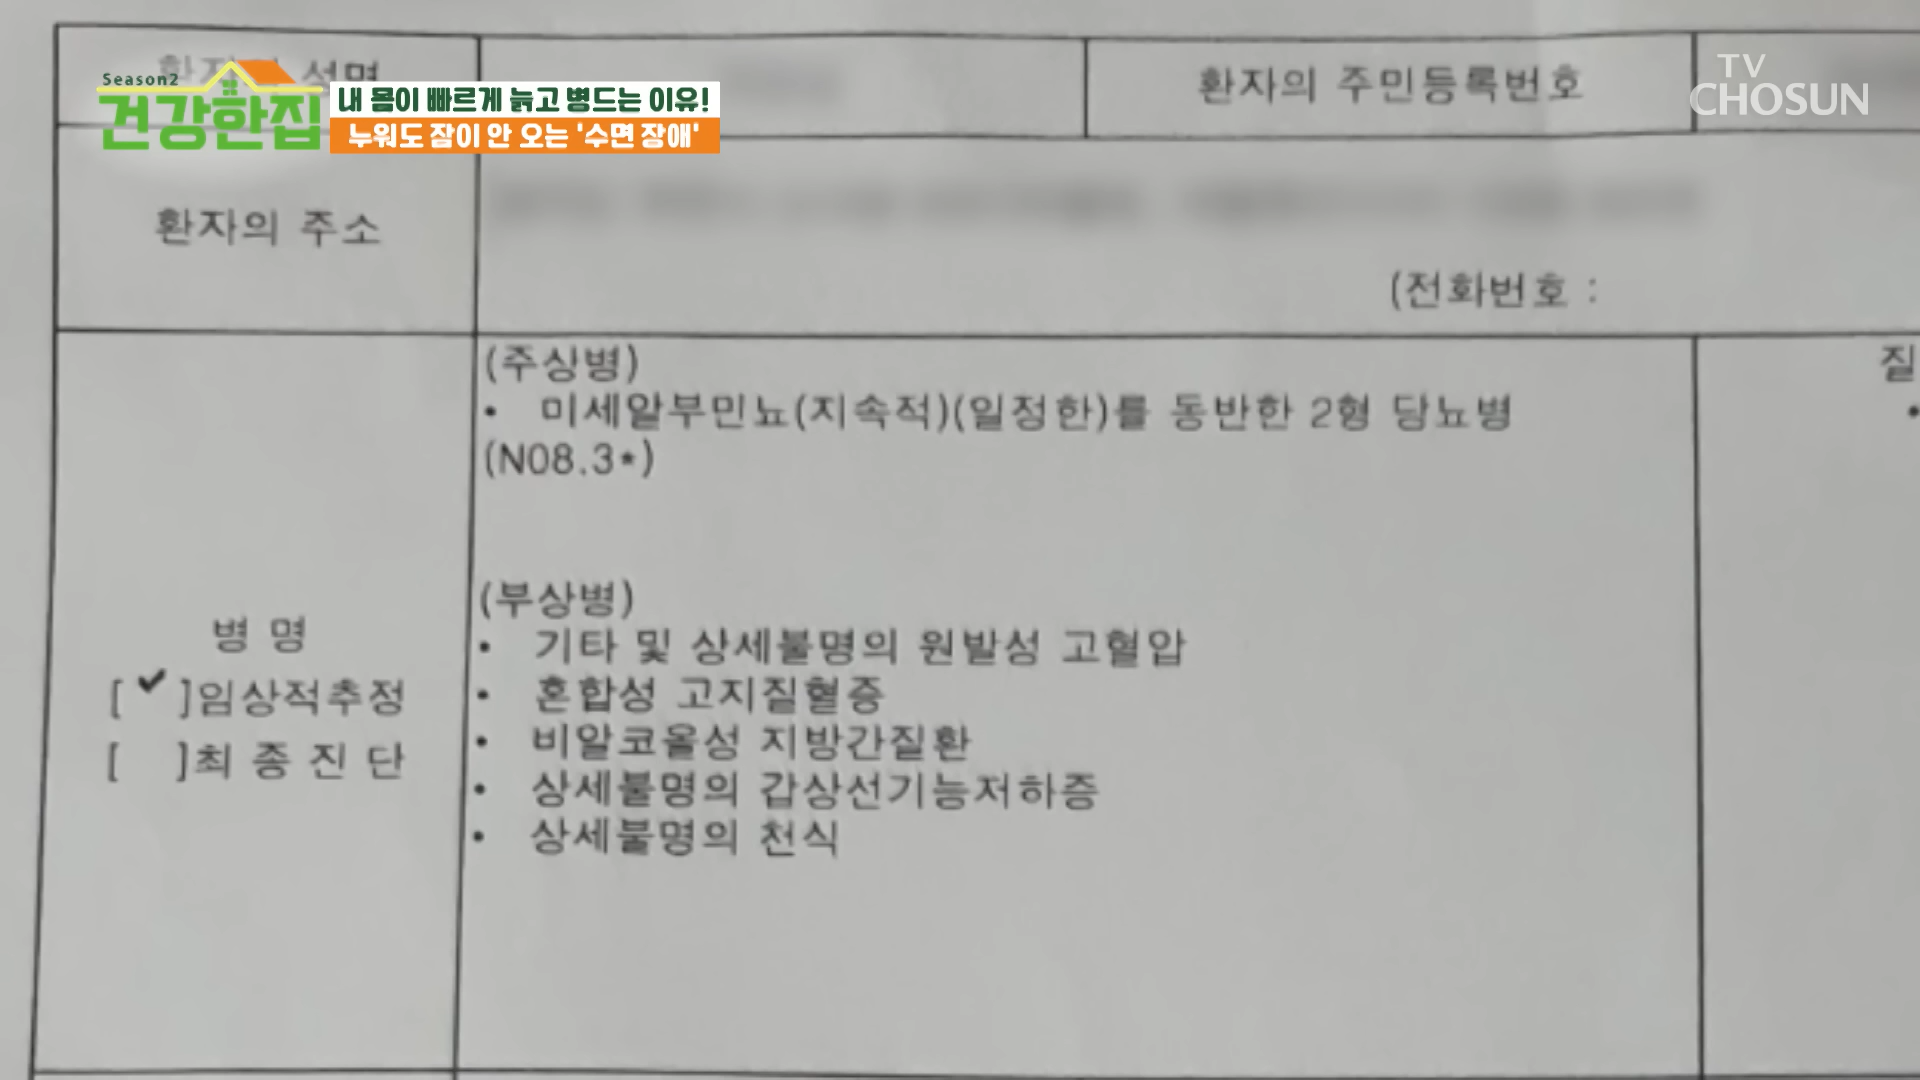 Season2
건강한집
내 몸이 빠르게 늙고 병드는 이유!
누워도 잠이 안 오는 '수면 장애'
TV
CHOSUN
성명
환자의 주민등록번호
환자의 주소
(전화번호 :
병 명
[ ✔ ]임상적추정
[ ]최 종 진 단
(주상병)
• 미세알부민뇨(지속적)(일정한)를 동반한 2형 당뇨병
(N08.3*)
(부상병)
• 기타 및 상세불명의 원발성 고혈압
• 혼합성 고지질혈증
• 비알코올성 지방간질환
• 상세불명의 갑상선기능저하증
• 상세불명의 천식
질
•